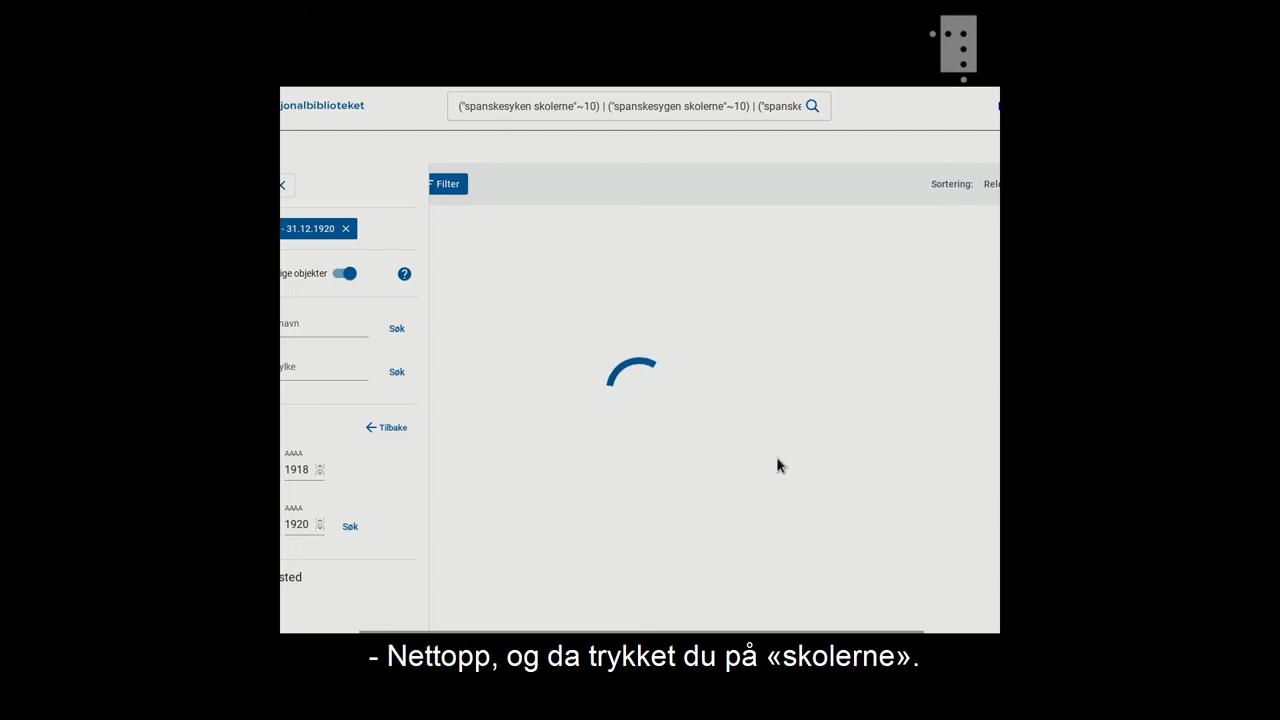 jonalbiblioteket
("spanskesyken skolerne"~10) | ("spanskesygen skolerne"~10) | ("spanske
Filter
Sortering: Rele
- 31.12.1920
ige objekter
?
navn
Søk
ylke
Søk
Tilbake
AAAA
1918
AAAA
1920
Søk
sted
- Nettopp, og da trykket du på «skolerne».